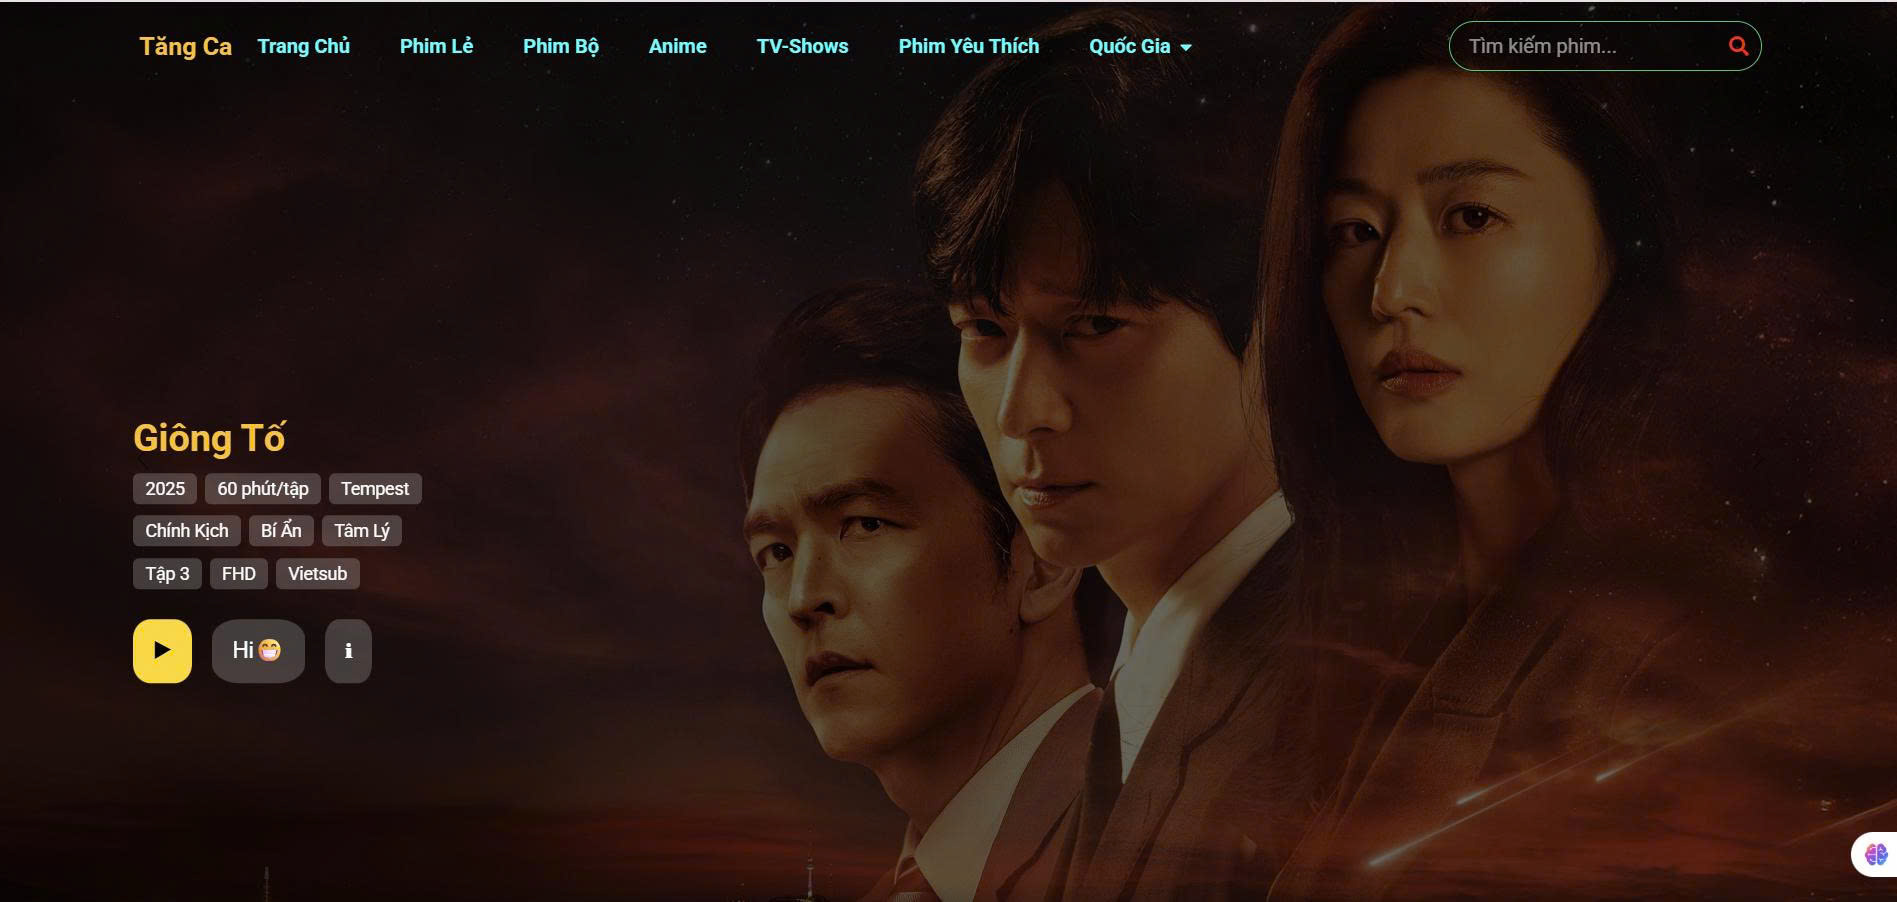 Tăng Ca Trang Chủ Phim Lẻ Phim Bộ Anime TV-Shows Phim Yêu Thích Quốc Gia Tìm kiếm phim...
Giông Tố
2025 60 phút/tập Tempest
Chính Kịch Bí Ẩn Tâm Lý
Tập 3 FHD Vietsub
Hi😁 i